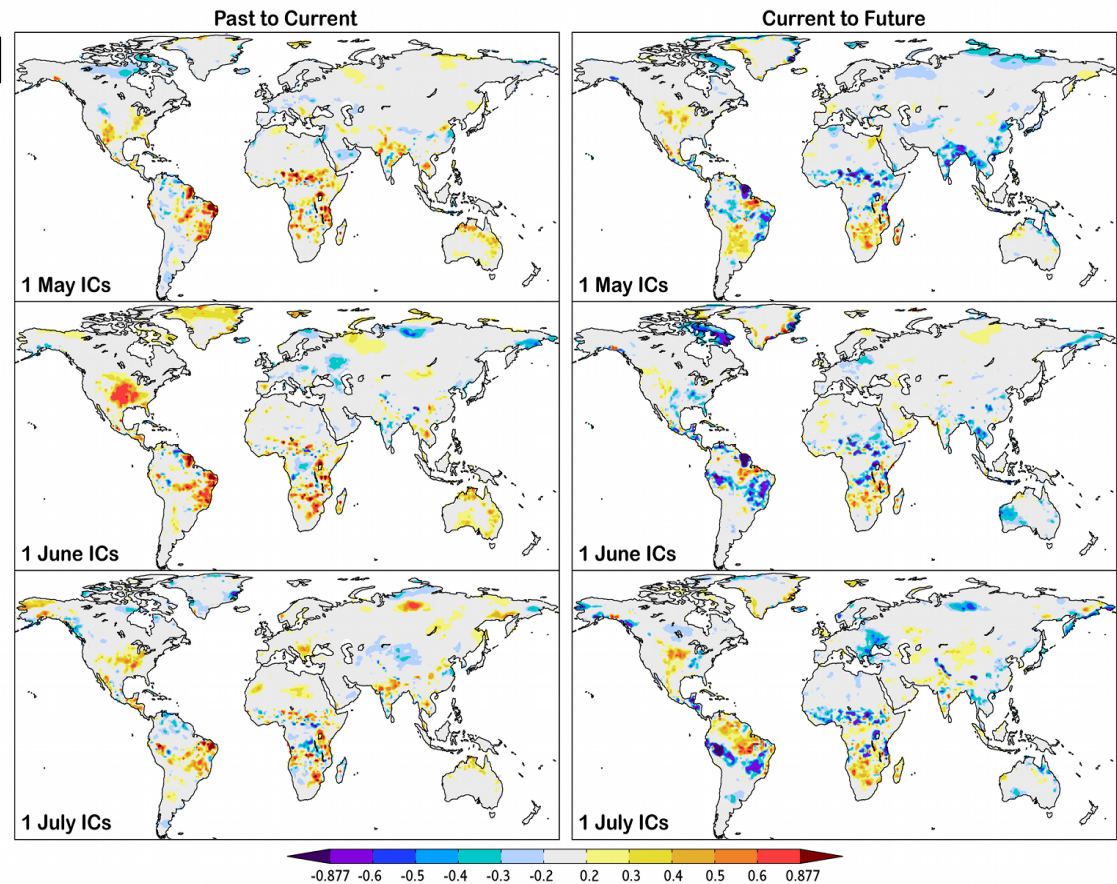 Past to Current
Current to Future
1 May ICs
1 May ICs
1 June ICs
1 June ICs
1 July ICs
1 July ICs
-0.877 -0.6 -0.5 -0.4 -0.3 -0.2 0.2 0.3 0.4 0.5 0.6 0.877